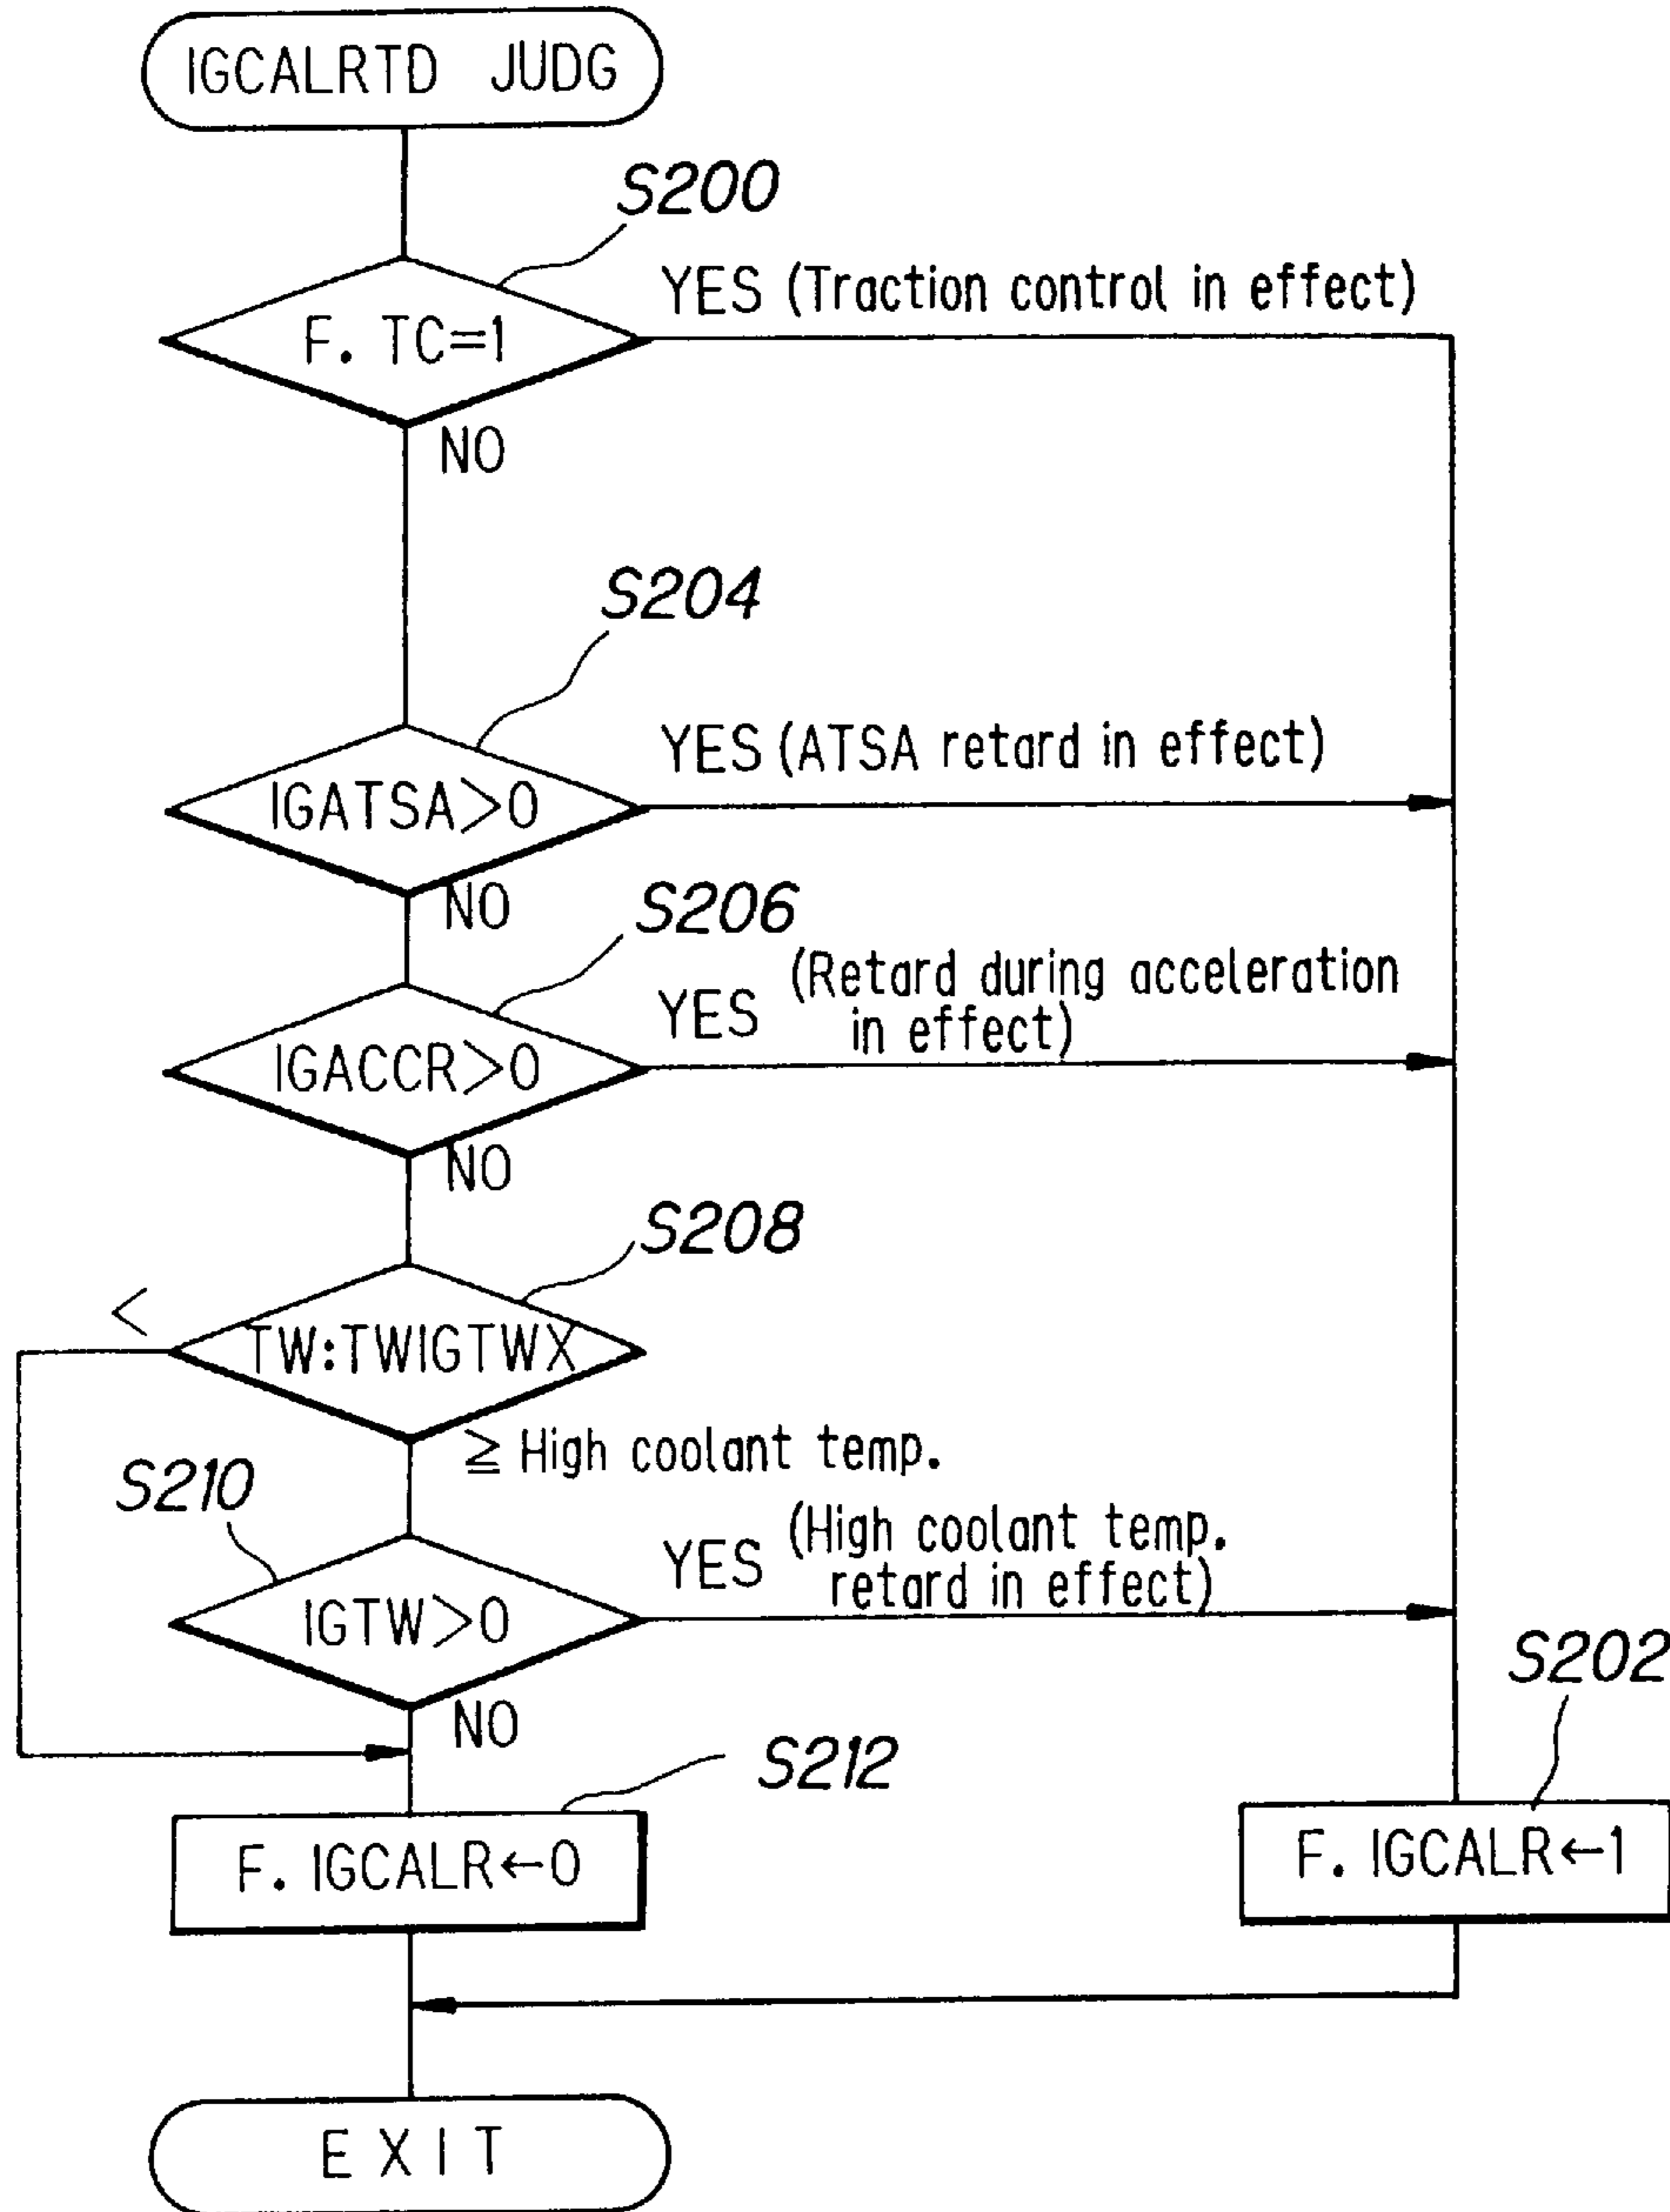 IGCALRTD JUDG
S200
YES (Traction control in effect)
F. TC=1
NO
S204
YES (ATSA retard in effect)
IGATSA>0
NO
S206
YES (Retard during acceleration
in effect)
IGACCR>0
NO
S208
<
TW:TWIGTWX
≧ High coolant temp.
S210
YES (High coolant temp.
retard in effect)
IGTW>0
NO
S202
S212
F. IGCALR←0
F. IGCALR←1
EXIT